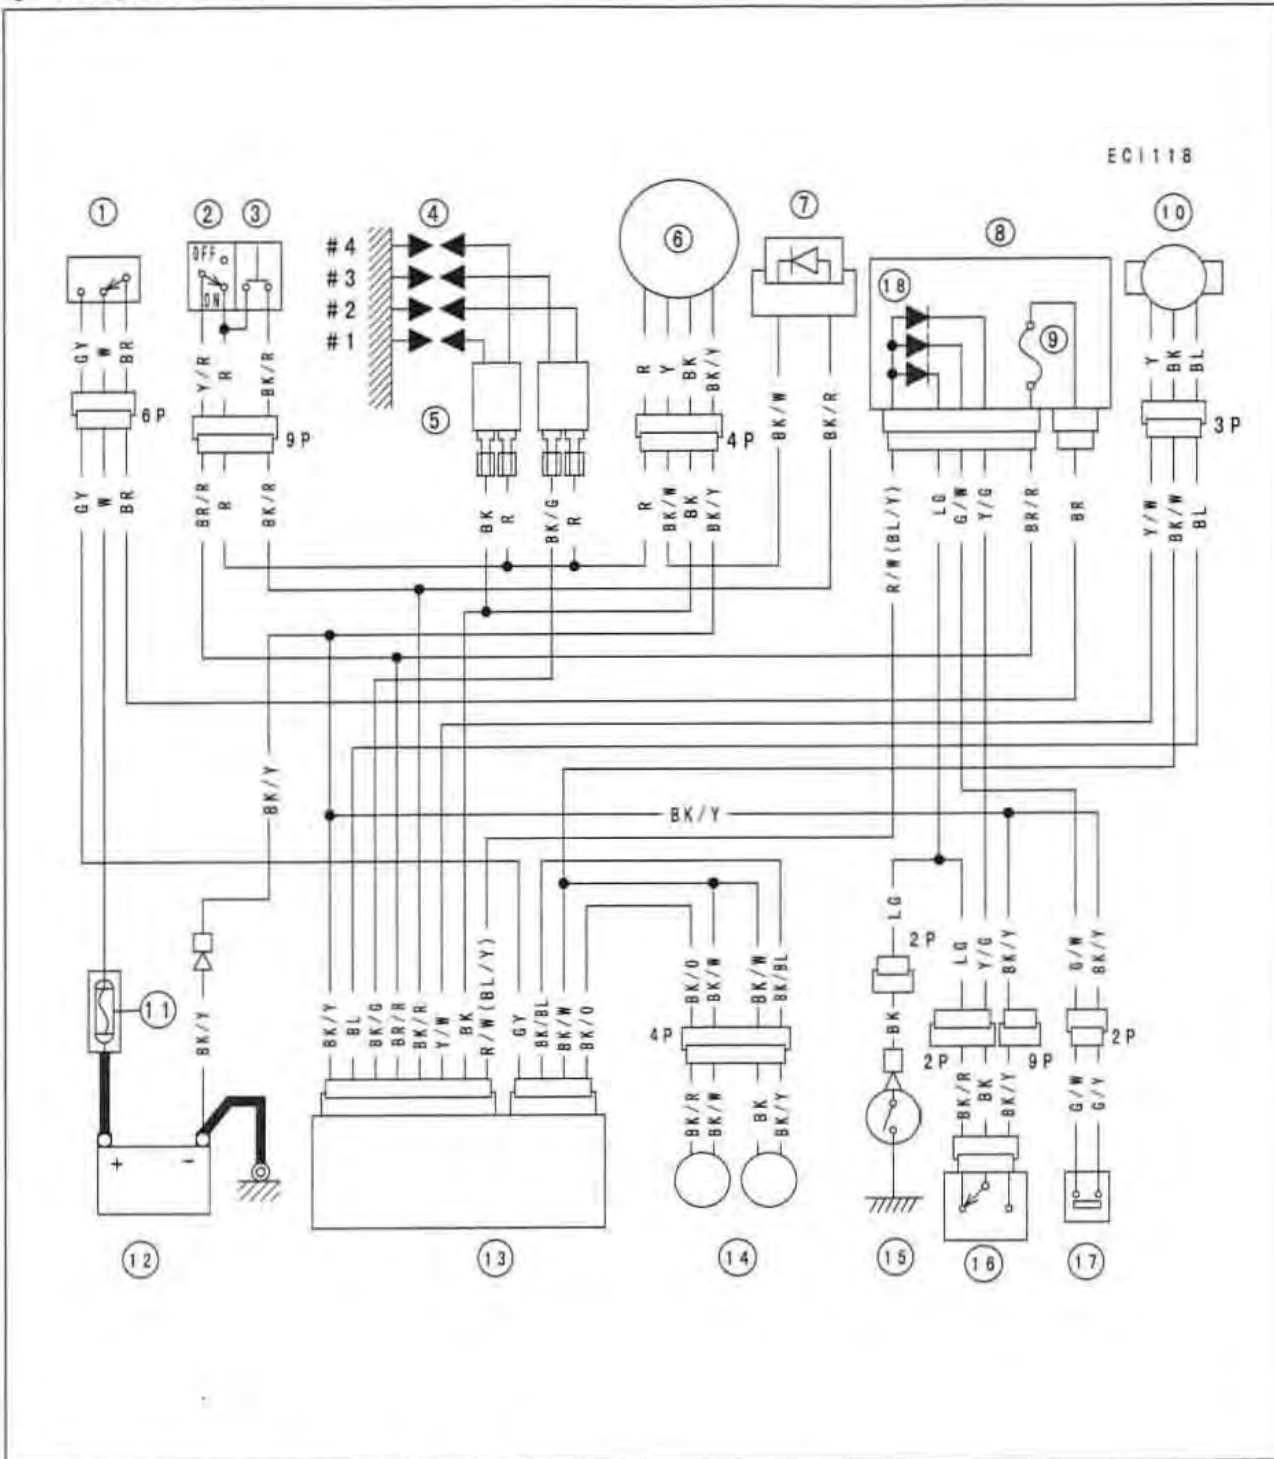 ECI118
1 2 3 4 6 7 8 10
OFF
ON
#4
#3
#2
#1
18
9
5
GY W BR
Y/R R BK/R
R Y BK BK/Y
BK/W BK/R
Y BK BL
6P
9P
4P
3P
GY W BR
BR/R R BK/R
BK R BK/G R
R BK/W BK BK/Y
R/W(BL/Y) LG G/W Y/G BR/R BR
Y/W BK/W BL
BK/Y
BK/Y
LG
2P
11
BK/Y
BK/Y BL BK/G BR/R BK/R Y/W BK R/W(BL/Y) GY BK/BL BK/W BK/O
BK/O BK/W BK/W BK/BL
LG Y/G BK/Y
G/W BK/Y
4P
BK
2P 9P
2P
BK/R BK/W BK BK/Y
BK/R BK BK/Y
G/W G/Y
+ -
12 13 14 15 16 17